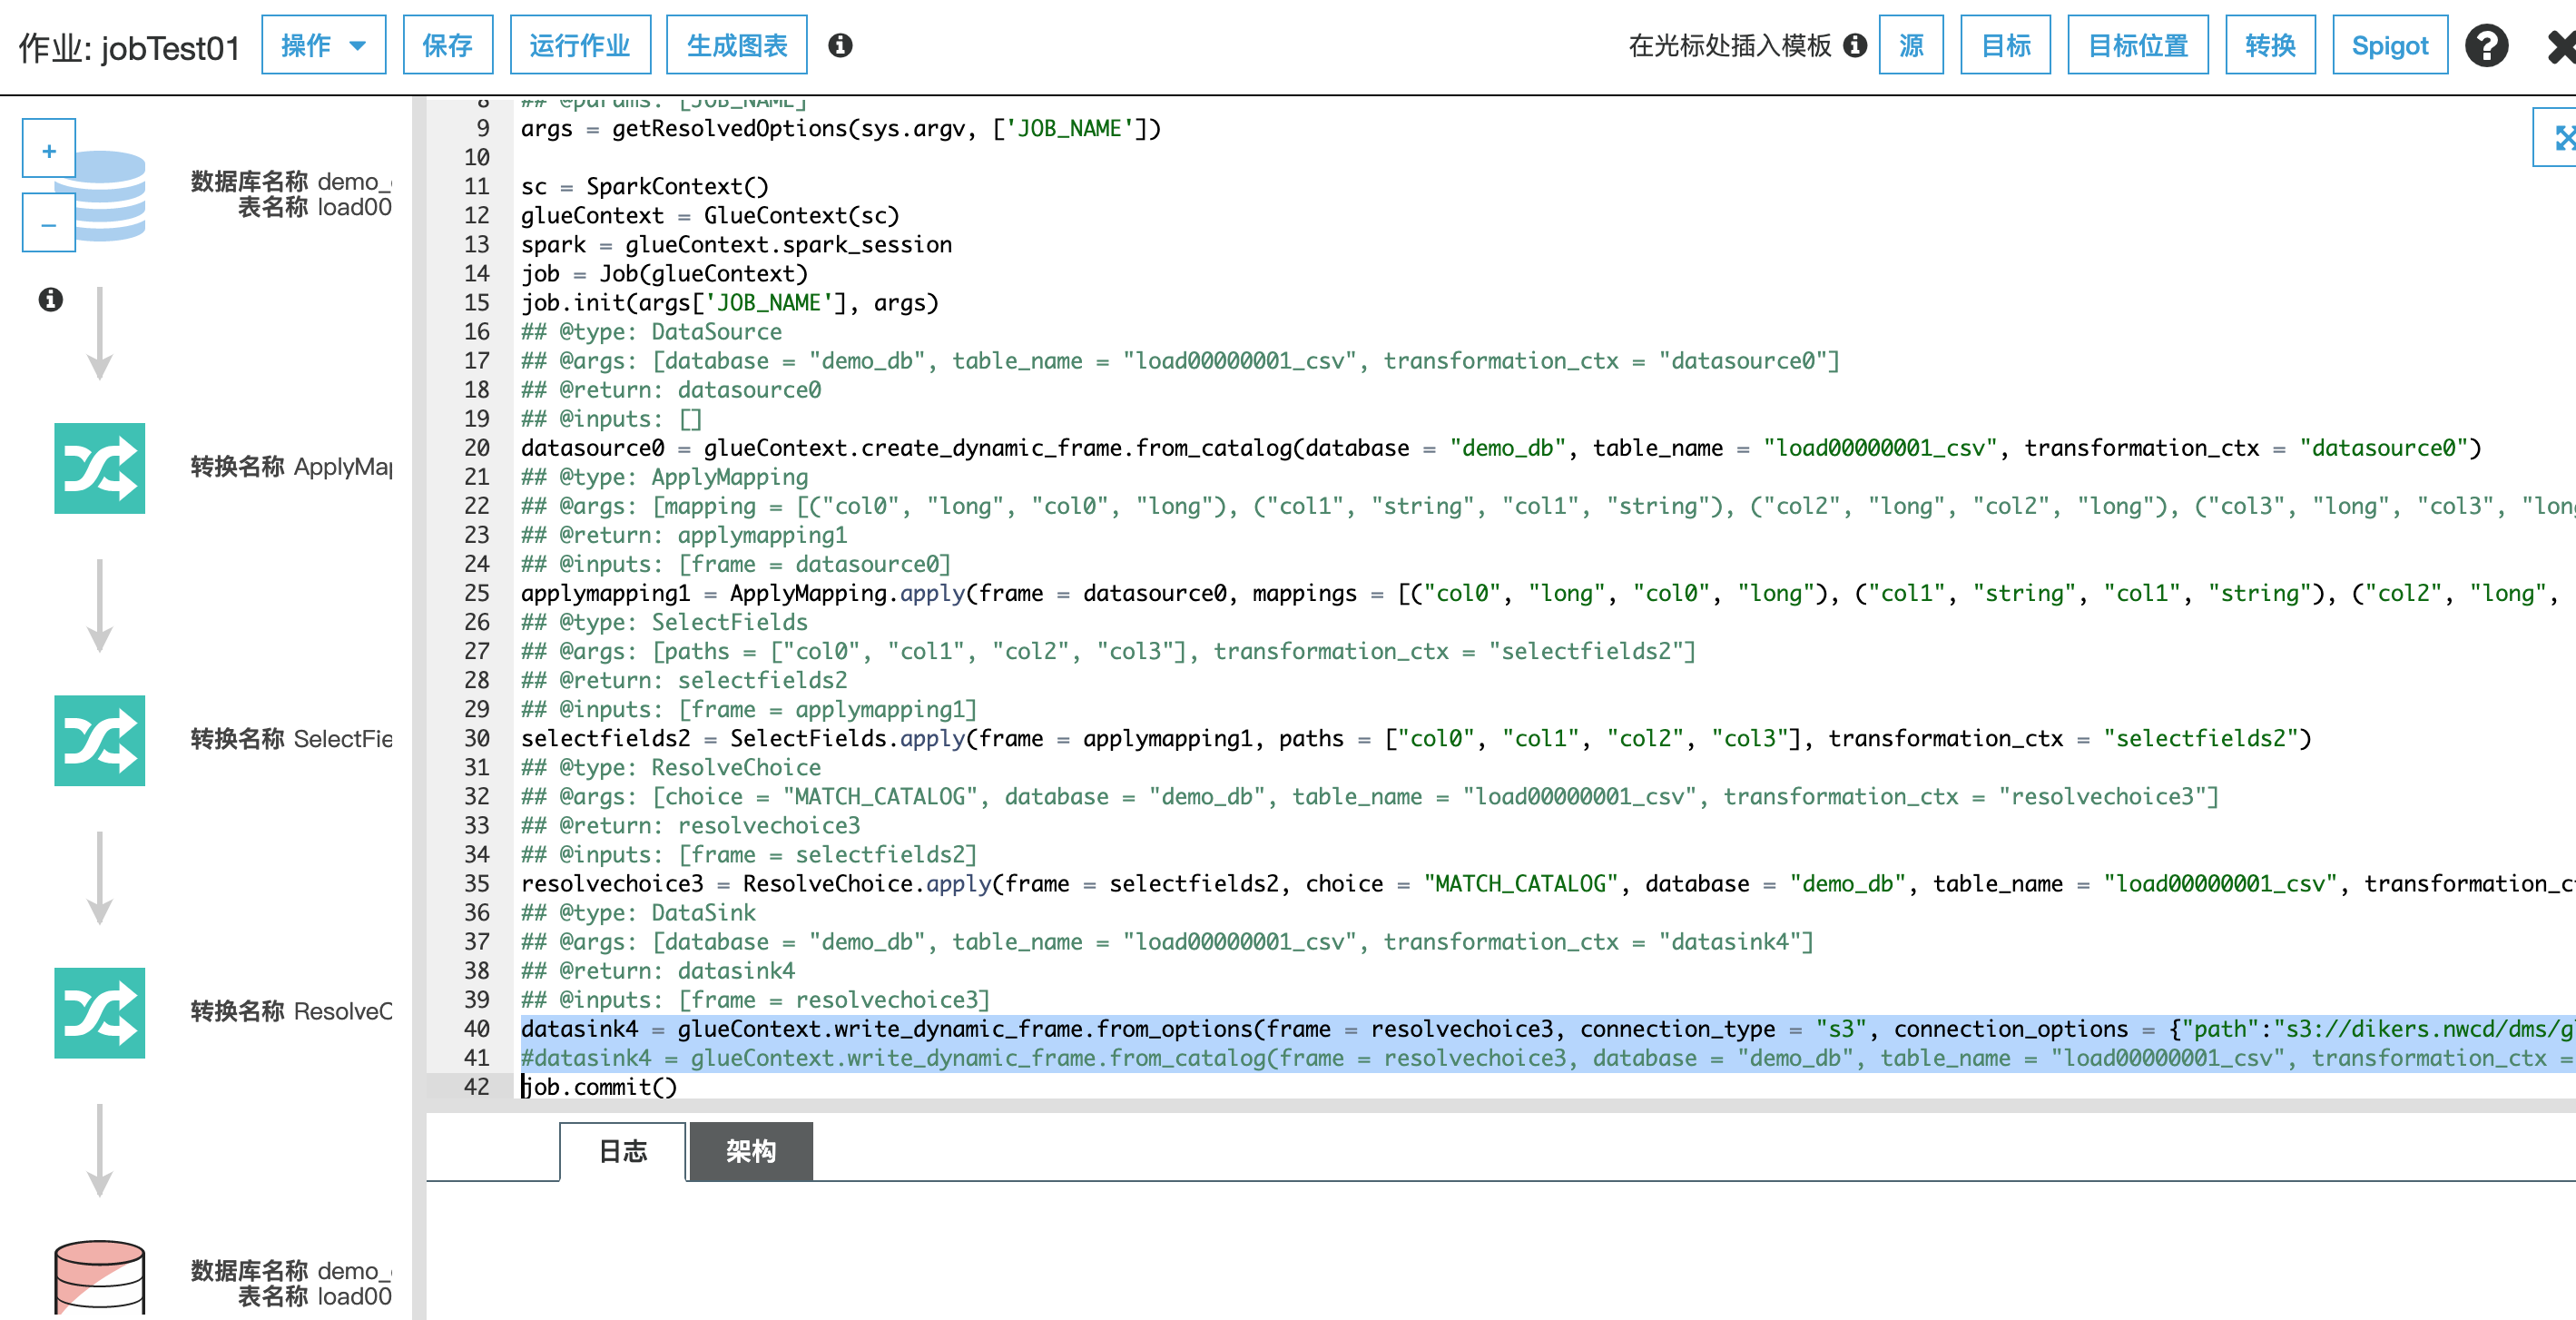 作业: jobTest01 操作 保存 运行作业 生成图表 在光标处插入模板 源 目标 目标位置 转换 Spigot
数据库名称 demo_
表名称 load00
转换名称 ApplyMap
转换名称 SelectFie
转换名称 ResolveC
数据库名称 demo_
表名称 load00
8 ## @params: [JOB_NAME]
9 args = getResolvedOptions(sys.argv, ['JOB_NAME'])
10
11 sc = SparkContext()
12 glueContext = GlueContext(sc)
13 spark = glueContext.spark_session
14 job = Job(glueContext)
15 job.init(args['JOB_NAME'], args)
16 ## @type: DataSource
17 ## @args: [database = "demo_db", table_name = "load00000001_csv", transformation_ctx = "datasource0"]
18 ## @return: datasource0
19 ## @inputs: []
20 datasource0 = glueContext.create_dynamic_frame.from_catalog(database = "demo_db", table_name = "load00000001_csv", transformation_ctx = "datasource0")
21 ## @type: ApplyMapping
22 ## @args: [mapping = [("col0", "long", "col0", "long"), ("col1", "string", "col1", "string"), ("col2", "long", "col2", "long"), ("col3", "long", "col3", "lon
23 ## @return: applymapping1
24 ## @inputs: [frame = datasource0]
25 applymapping1 = ApplyMapping.apply(frame = datasource0, mappings = [("col0", "long", "col0", "long"), ("col1", "string", "col1", "string"), ("col2", "long",
26 ## @type: SelectFields
27 ## @args: [paths = ["col0", "col1", "col2", "col3"], transformation_ctx = "selectfields2"]
28 ## @return: selectfields2
29 ## @inputs: [frame = applymapping1]
30 selectfields2 = SelectFields.apply(frame = applymapping1, paths = ["col0", "col1", "col2", "col3"], transformation_ctx = "selectfields2")
31 ## @type: ResolveChoice
32 ## @args: [choice = "MATCH_CATALOG", database = "demo_db", table_name = "load00000001_csv", transformation_ctx = "resolvechoice3"]
33 ## @return: resolvechoice3
34 ## @inputs: [frame = selectfields2]
35 resolvechoice3 = ResolveChoice.apply(frame = selectfields2, choice = "MATCH_CATALOG", database = "demo_db", table_name = "load00000001_csv", transformation_c
36 ## @type: DataSink
37 ## @args: [database = "demo_db", table_name = "load00000001_csv", transformation_ctx = "datasink4"]
38 ## @return: datasink4
39 ## @inputs: [frame = resolvechoice3]
40 datasink4 = glueContext.write_dynamic_frame.from_options(frame = resolvechoice3, connection_type = "s3", connection_options = {"path":"s3://dikers.nwcd/dms/g
41 #datasink4 = glueContext.write_dynamic_frame.from_catalog(frame = resolvechoice3, database = "demo_db", table_name = "load00000001_csv", transformation_ctx =
42 job.commit()
日志 架构